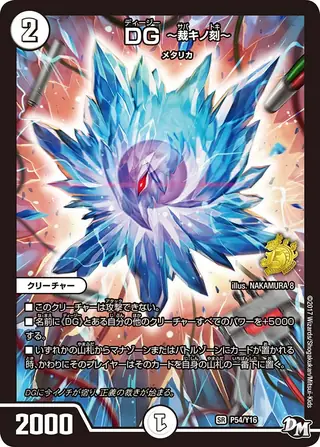 2
ディージー サバ トキ
DG ～裁キノ刻～
メタリカ
illus. NAKAMURA 8
クリーチャー
■このクリーチャーは攻撃できない。
■名前に《DG》とある自分の他のクリーチャーすべてのパワーを+5000
する。
■いずれかの山札からマナゾーンまたはバトルゾーンにカードが置かれる
時、かわりにそのプレイヤーはそのカードを自身の山札の一番下に置く。
DGに今イノチが宿り、正義の裁きが始まる。
©2017 Wizards/Shogakukan/Mitsui-Kids
2000
1
SR P54/Y16
DM